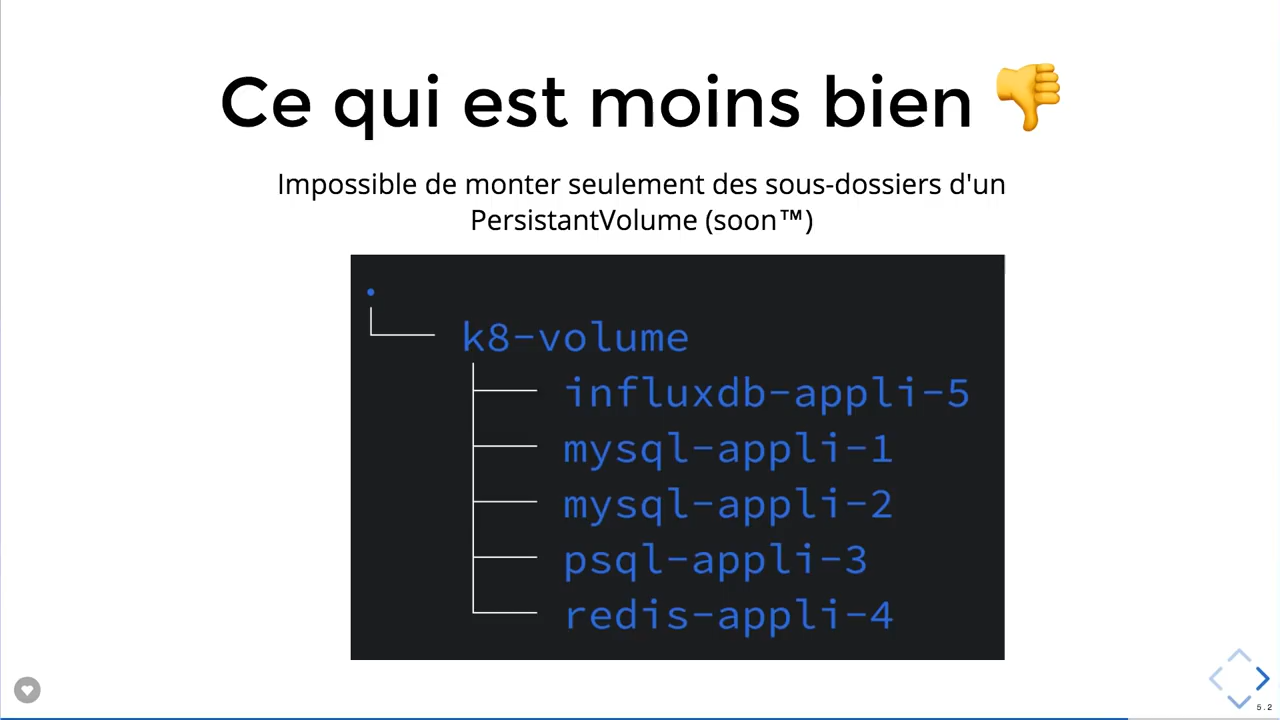 Ce qui est moins bien 👎
Impossible de monter seulement des sous-dossiers d'un
PersistantVolume (soon™)
.
k8-volume
influxdb-appli-5
mysql-appli-1
mysql-appli-2
psql-appli-3
redis-appli-4
5.2